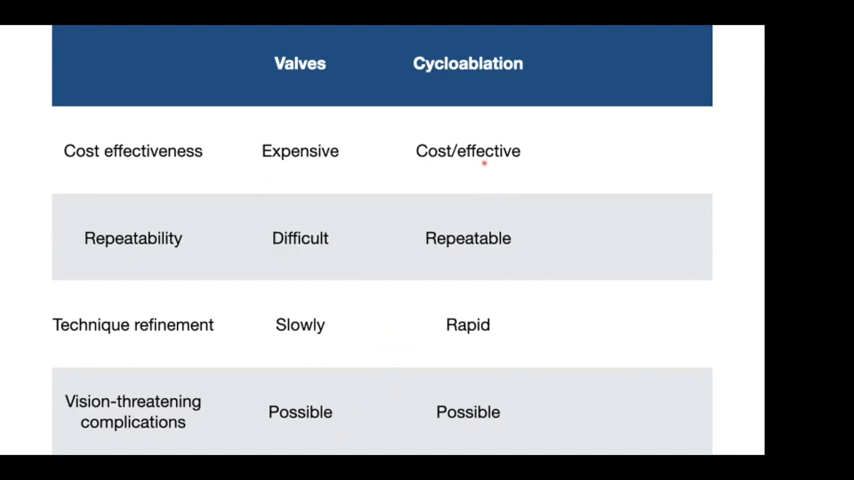 Valves Cycloablation
Cost effectiveness Expensive Cost/effective
Repeatability Difficult Repeatable
Technique refinement Slowly Rapid
Vision-threatening
complications Possible Possible